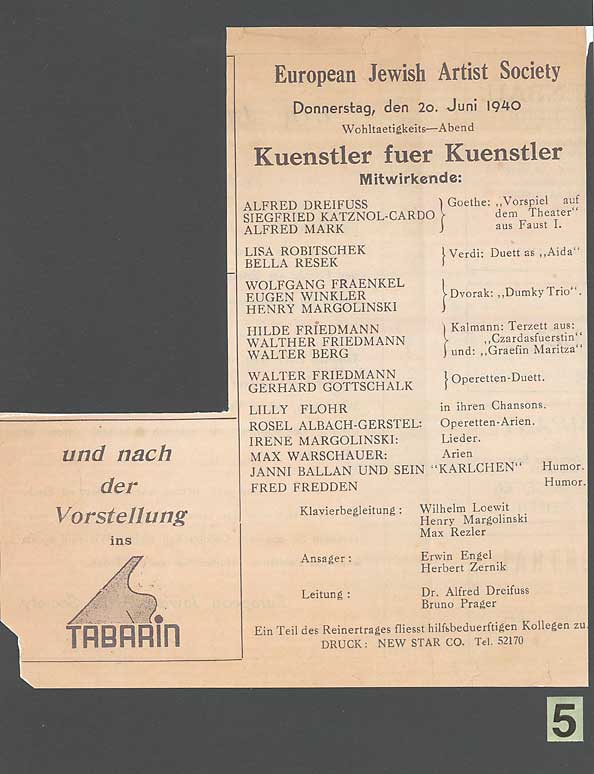 European Jewish Artist Society
Donnerstag, den 20. Juni 1940
Wohltaetigkeits—Abend
Kuenstler fuer Kuenstler
Mitwirkende:
ALFRED DREIFUSS
SIEGFRIED KATZNOL-CARDO
ALFRED MARK
Goethe: ,,Vorspiel auf
dem Theater“
aus Faust I.
LISA ROBITSCHEK
BELLA RESEK
Verdi: Duett as ,,Aida“
WOLFGANG FRAENKEL
EUGEN WINKLER
HENRY MARGOLINSKI
Dvorak: ,,Dumky Trio“.
HILDE FRIEDMANN
WALTHER FRIEDMANN
WALTER BERG
Kalmann: Terzett aus:
,,Czardasfuerstin“
und: ,,Graefin Maritza“
WALTER FRIEDMANN
GERHARD GOTTSCHALK
Operetten-Duett.
LILLY FLOHR in ihren Chansons.
ROSEL ALBACH-GERSTEL: Operetten-Arien.
IRENE MARGOLINSKI: Lieder.
MAX WARSCHAUER: Arien
JANNI BALLAN UND SEIN "KARLCHEN" Humor.
FRED FREDDEN Humor.
Klavierbegleitung: Wilhelm Loewit
Henry Margolinski
Max Rezler
Ansager: Erwin Engel
Herbert Zernik
Leitung: Dr. Alfred Dreifuss
Bruno Prager
Ein Teil des Reinertrages fliesst hilfsbeduerftigen Kollegen zu.
DRUCK: NEW STAR CO. Tel. 52170
und nach
der
Vorstellung
ins
TABARIN
5